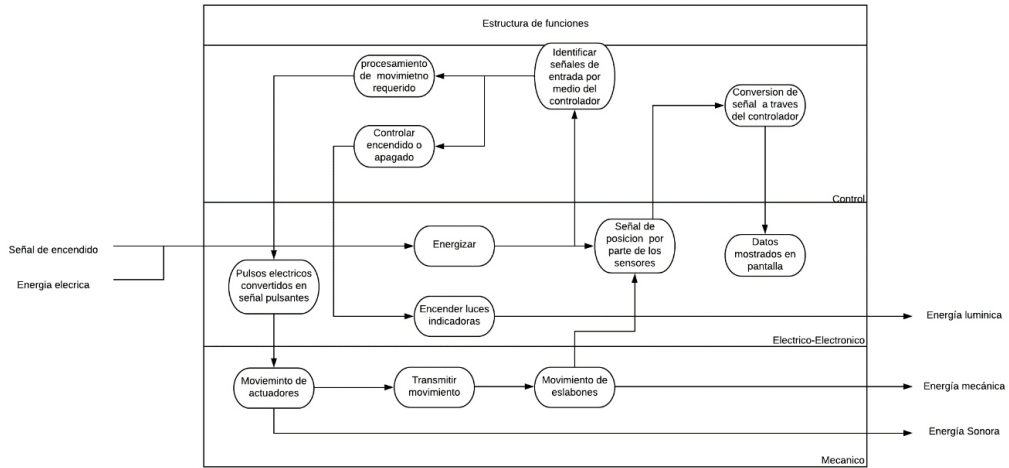 Estructura de funciones
procesamiento
de movimietno
requerido
Identificar
señales de
entrada por
medio del
controlador
Conversion de
señal a traves
del controlador
Controlar
encendido o
apagado
Control
Señal de encendido
Energia elecrica
Energizar
Señal de
posicion por
parte de los
sensores
Datos
mostrados en
pantalla
Pulsos electricos
convertidos en
señal pulsantes
Encender luces
indicadoras
Energía luminica
Electrico-Electronico
Movieminto de
actuadores
Transmitir
movimiento
Movimiento de
eslabones
Energía mecánica
Energía Sonora
Mecanico